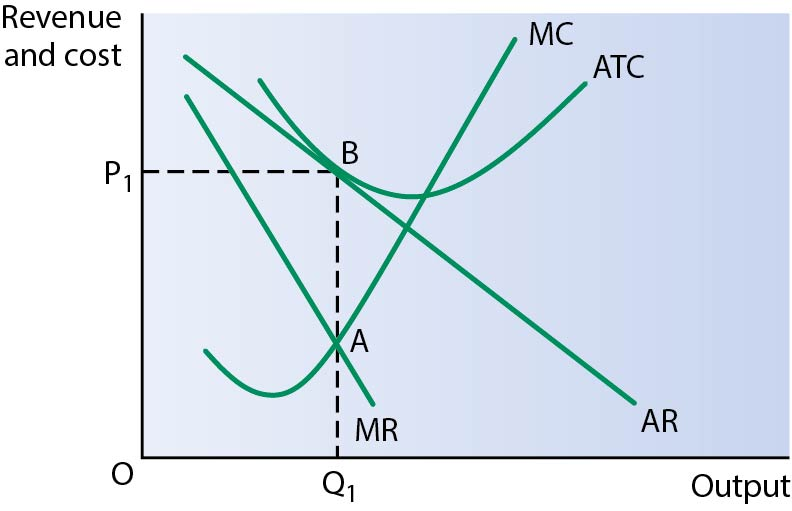 Revenue
and cost
MC
ATC
B
P1
A
MR
AR
O
Q1
Output